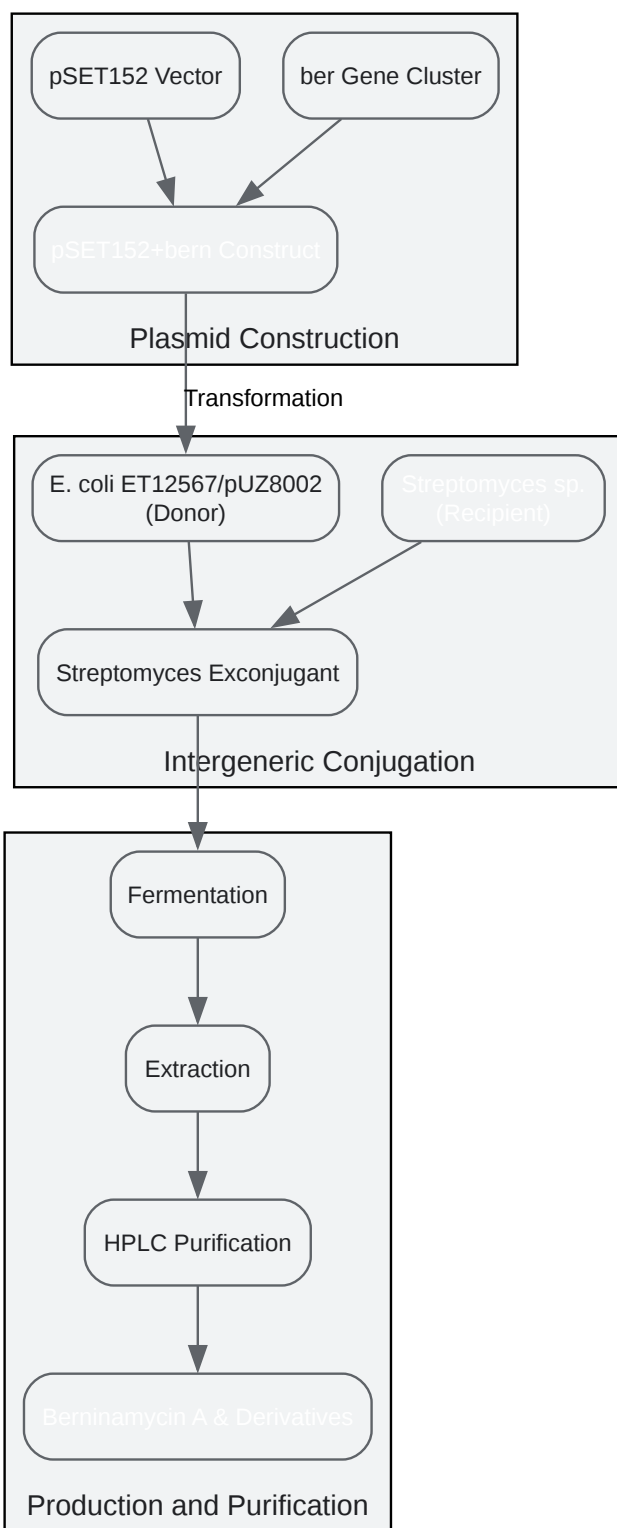 pSET152 Vector
ber Gene Cluster
pSET152+bern Construct
Plasmid Construction
Transformation
E. coli ET12567/pUZ8002
(Donor)
Streptomyces sp.
(Recipient)
Streptomyces Exconjugant
Intergeneric Conjugation
Fermentation
Extraction
HPLC Purification
Berninamycin A & Derivatives
Production and Purification